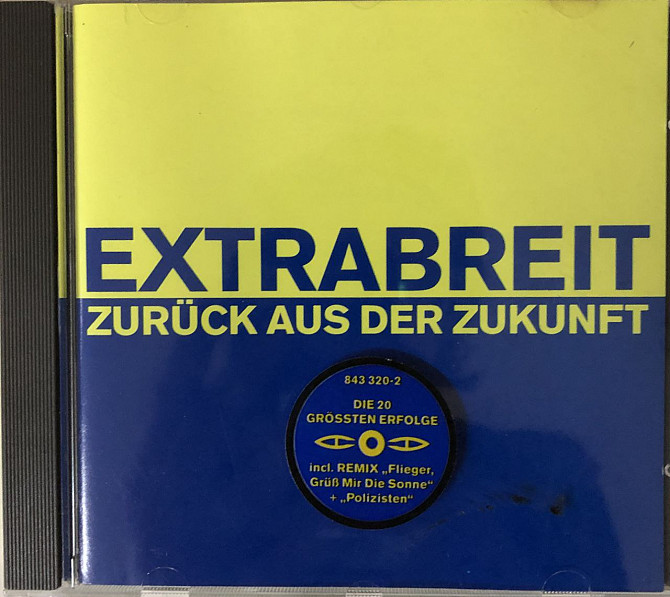 EXTRABREIT
ZURÜCK AUS DER ZUKUNFT
843 320-2
DIE 20
GRÖSSTEN ERFOLGE
incl. REMIX „Flieger,
Grüß Mir Die Sonne“
+ „Polizisten“